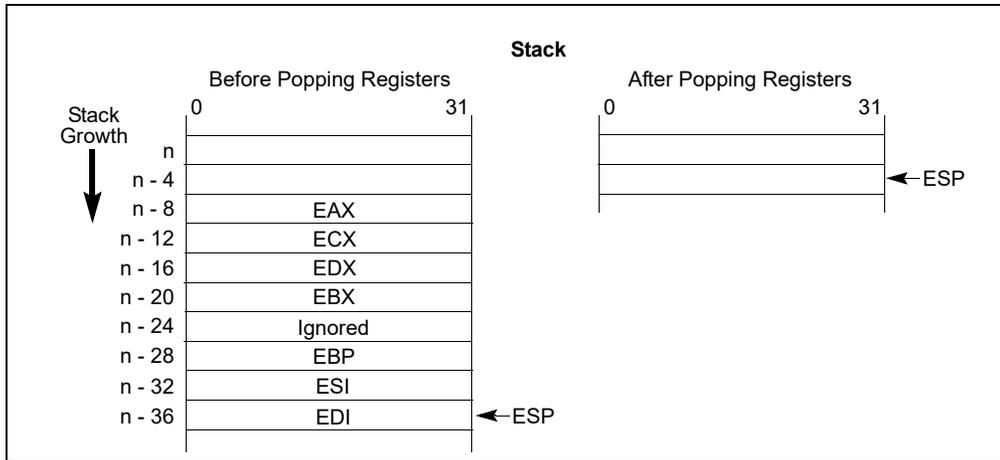 Stack
Before Popping Registers
After Popping Registers
0 31
0 31
Stack
Growth
n
n - 4
ESP
n - 8 EAX
n - 12 ECX
n - 16 EDX
n - 20 EBX
n - 24 Ignored
n - 28 EBP
n - 32 ESI
n - 36 EDI
ESP